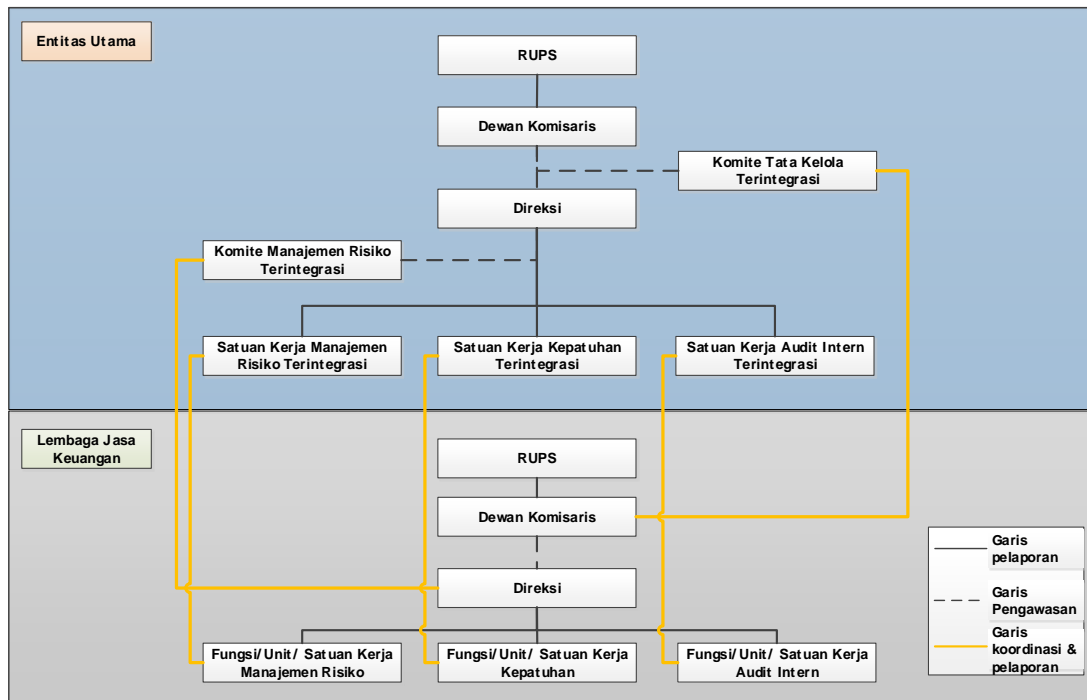 Entitas Utama
RUPS
Dewan Komisaris
Komite Tata Kelola
Terintegrasi
Direksi
Komite Manajemen Risiko
Terintegrasi
Satuan Kerja Manajemen
Risiko Terintegrasi
Satuan Kerja Kepatuhan
Terintegrasi
Satuan Kerja Audit Intern
Terintegrasi
Lembaga Jasa
Keuangan
RUPS
Dewan Komisaris
Direksi
Fungsi/ Unit/ Satuan Kerja
Manajemen Risiko
Fungsi/ Unit/ Satuan Kerja
Kepatuhan
Fungsi/ Unit/ Satuan Kerja
Audit Intern
Garis
pelaporan
Garis
Pengawasan
Garis
koordinasi &
pelaporan